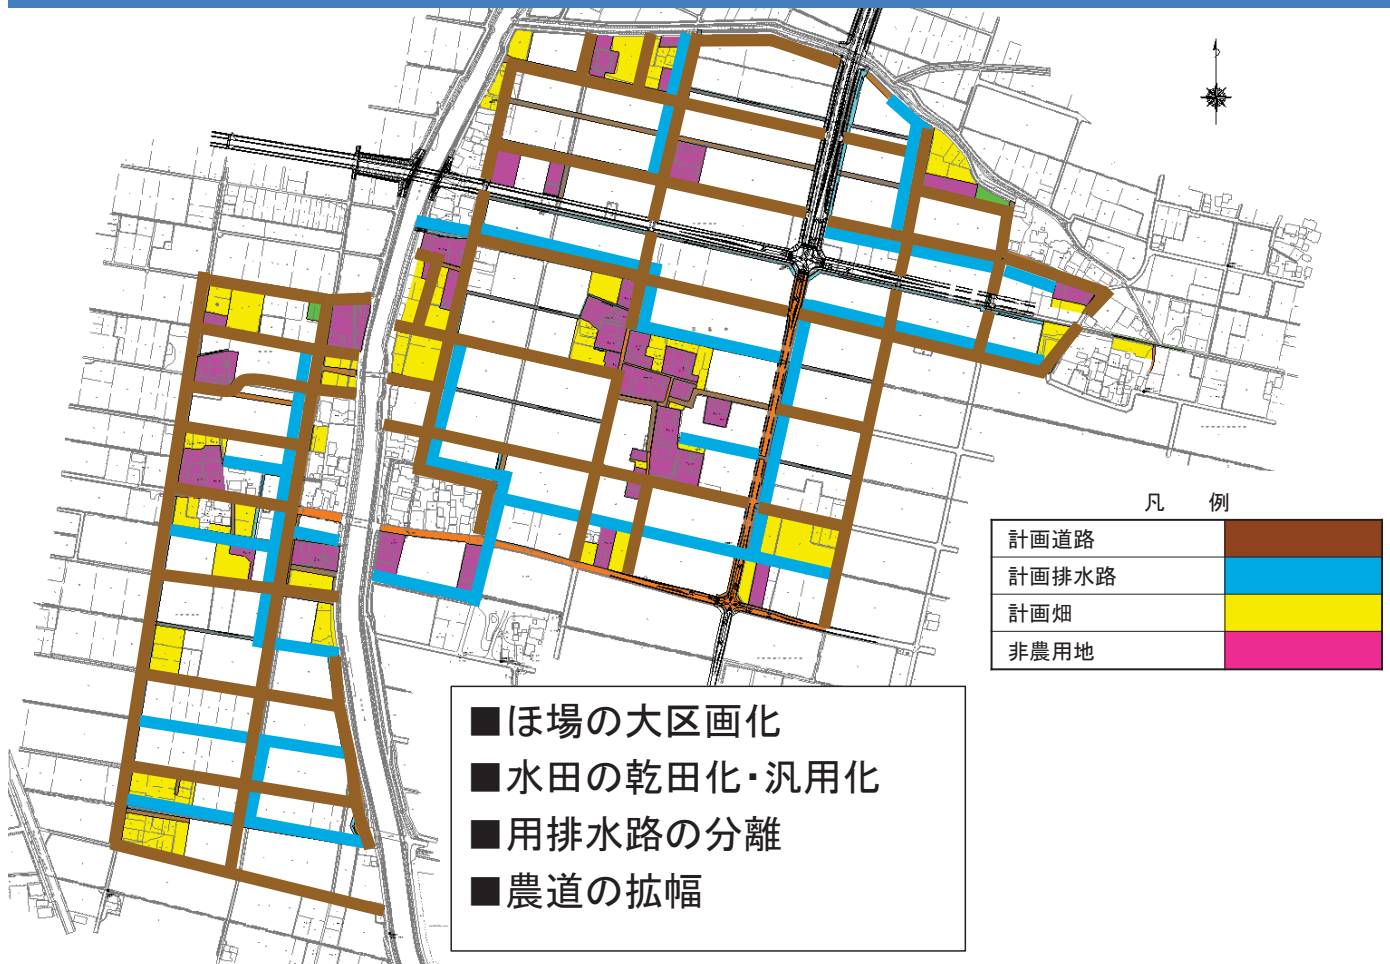 凡 例
計画道路
計画排水路
計画畑
非農用地
■ほ場の大区画化
■水田の乾田化・汎用化
■用排水路の分離
■農道の拡幅